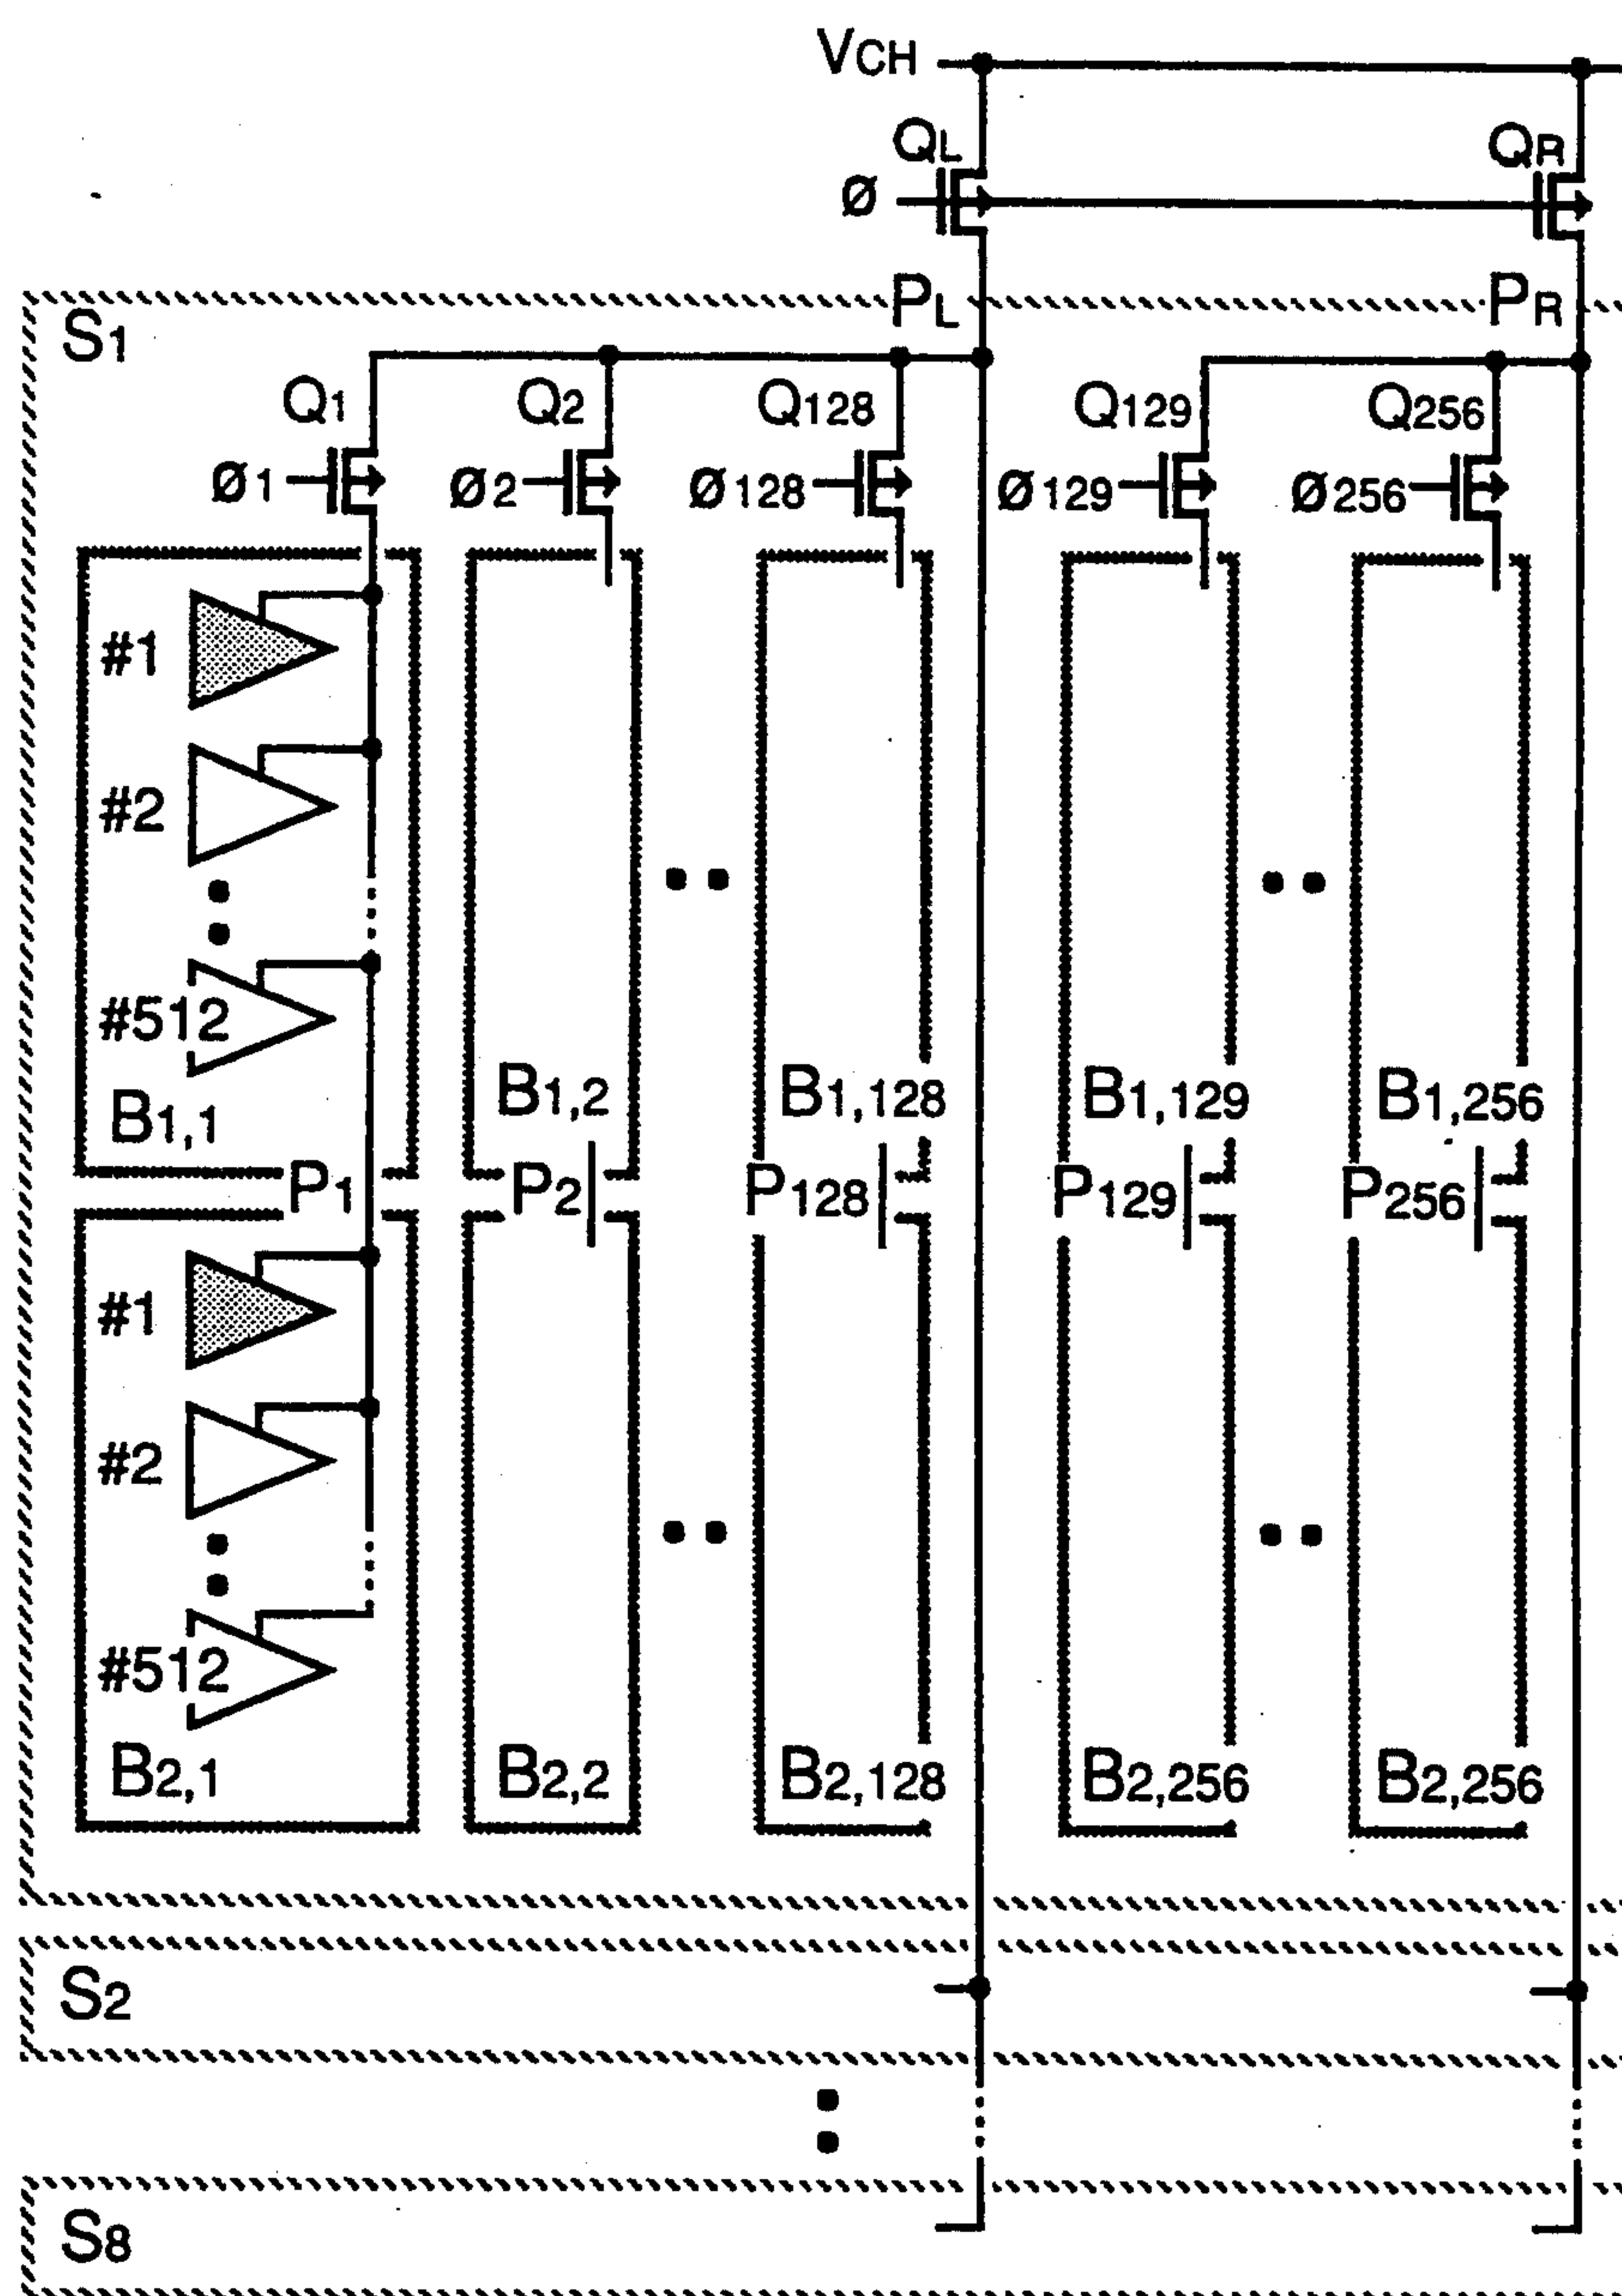 VCH
QL QR
Ø
PL PR
S1
Q1 Q2 Q128 Q129 Q256
Ø1 Ø2 Ø128 Ø129 Ø256
#1
#2
#512
B1,1 B1,2 B1,128 B1,129 B1,256
P1 P2 P128 P129 P256
#1
#2
#512
B2,1 B2,2 B2,128 B2,256 B2,256
S2
S8